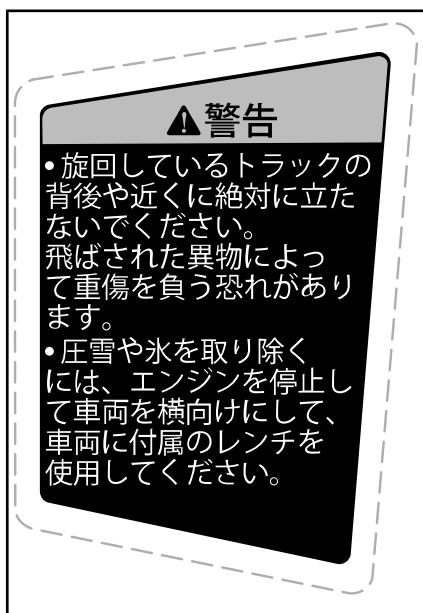 ⚠警告
• 旋回しているトラックの
背後や近くに絶対に立た
ないでください。
飛ばされた異物によっ
て重傷を負う恐れがあり
ます。
• 圧雪や氷を取り除く
には、エンジンを停止し
て車両を横向けにして、
車両に付属のレンチを
使用してください。